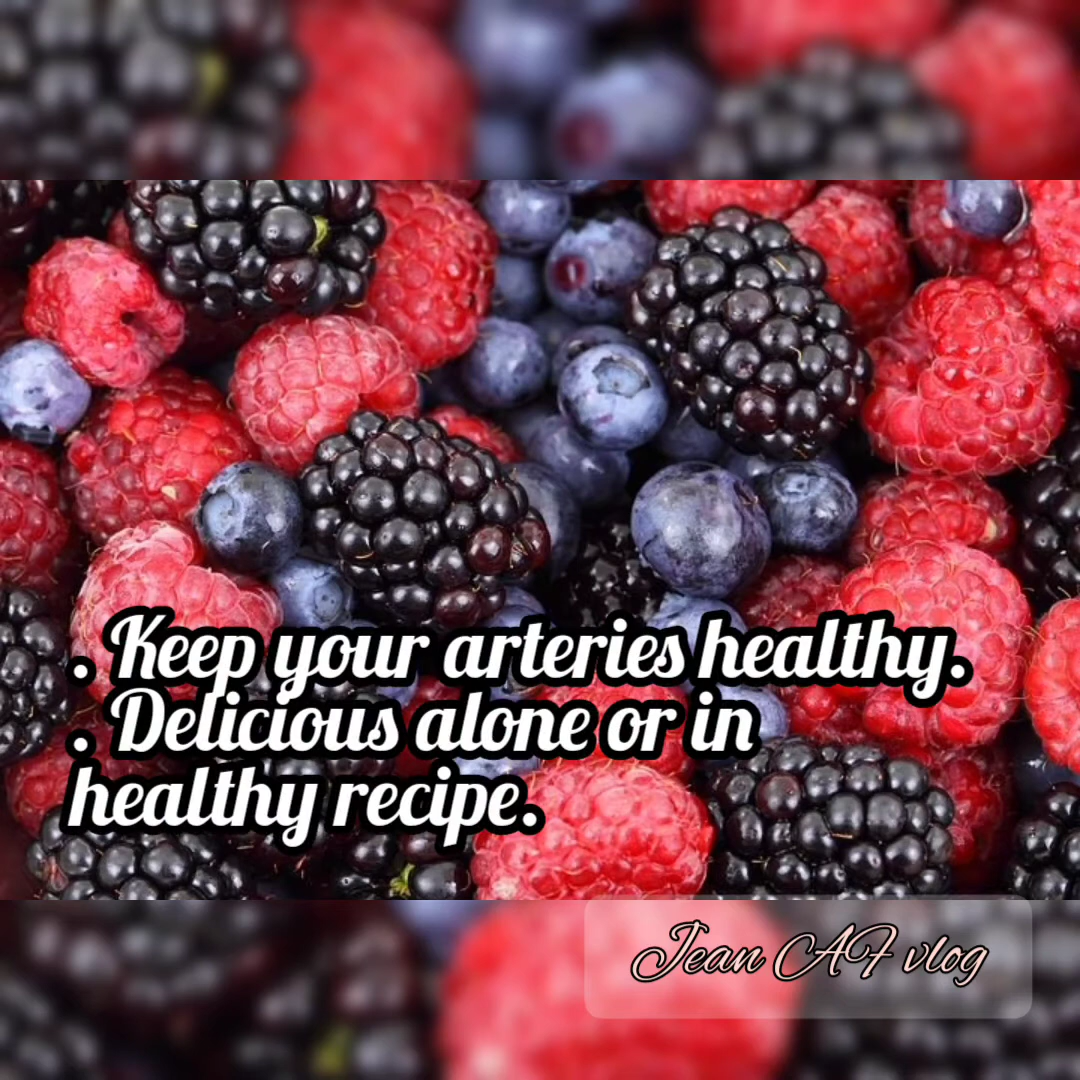 . Keep your arteries healthy.
. Delicious alone or in
healthy recipe.
Jean AF vlog